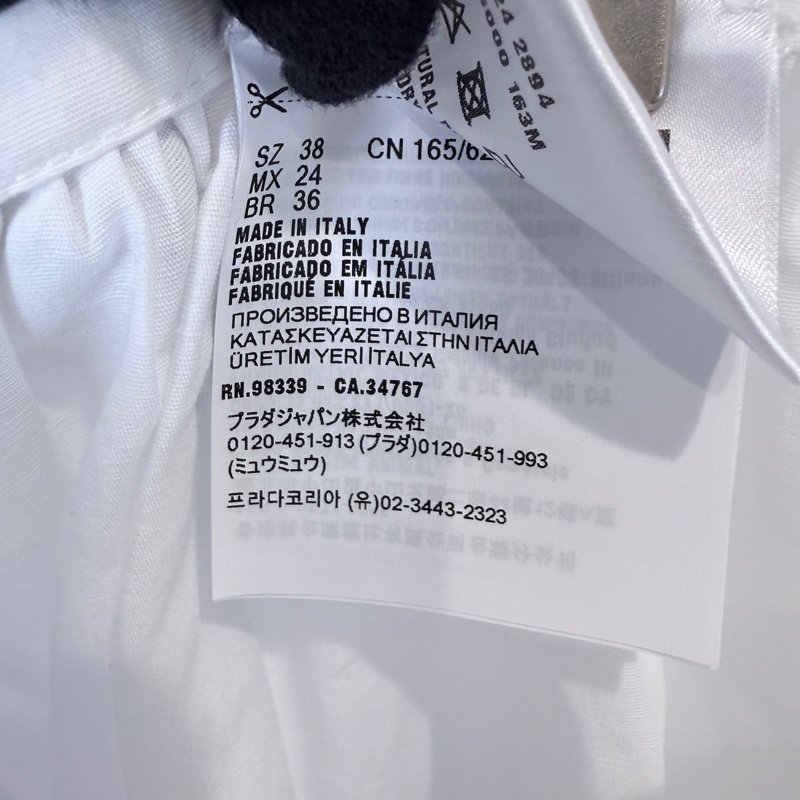 24 2894
163M
SZ 38 CN 165/62
MX 24
BR 36
MADE IN ITALY
FABRICADO EN ITALIA
FABRICADO EM ITÁLIA
FABRIQUÉ EN ITALIE
ПРОИЗВЕДЕНО В ИТАЛИЯ
ΚΑΤΑΣΚΕΥΑΖΕΤΑΙ ΣΤΗΝ ΙΤΑΛΙΑ
ÜRETİM YERİ İTALYA
RN.98339 - CA.34767
プラダジャパン株式会社
0120-451-913 (プラダ)0120-451-993
(ミュウミュウ)
프라다코리아 (유)02-3443-2323